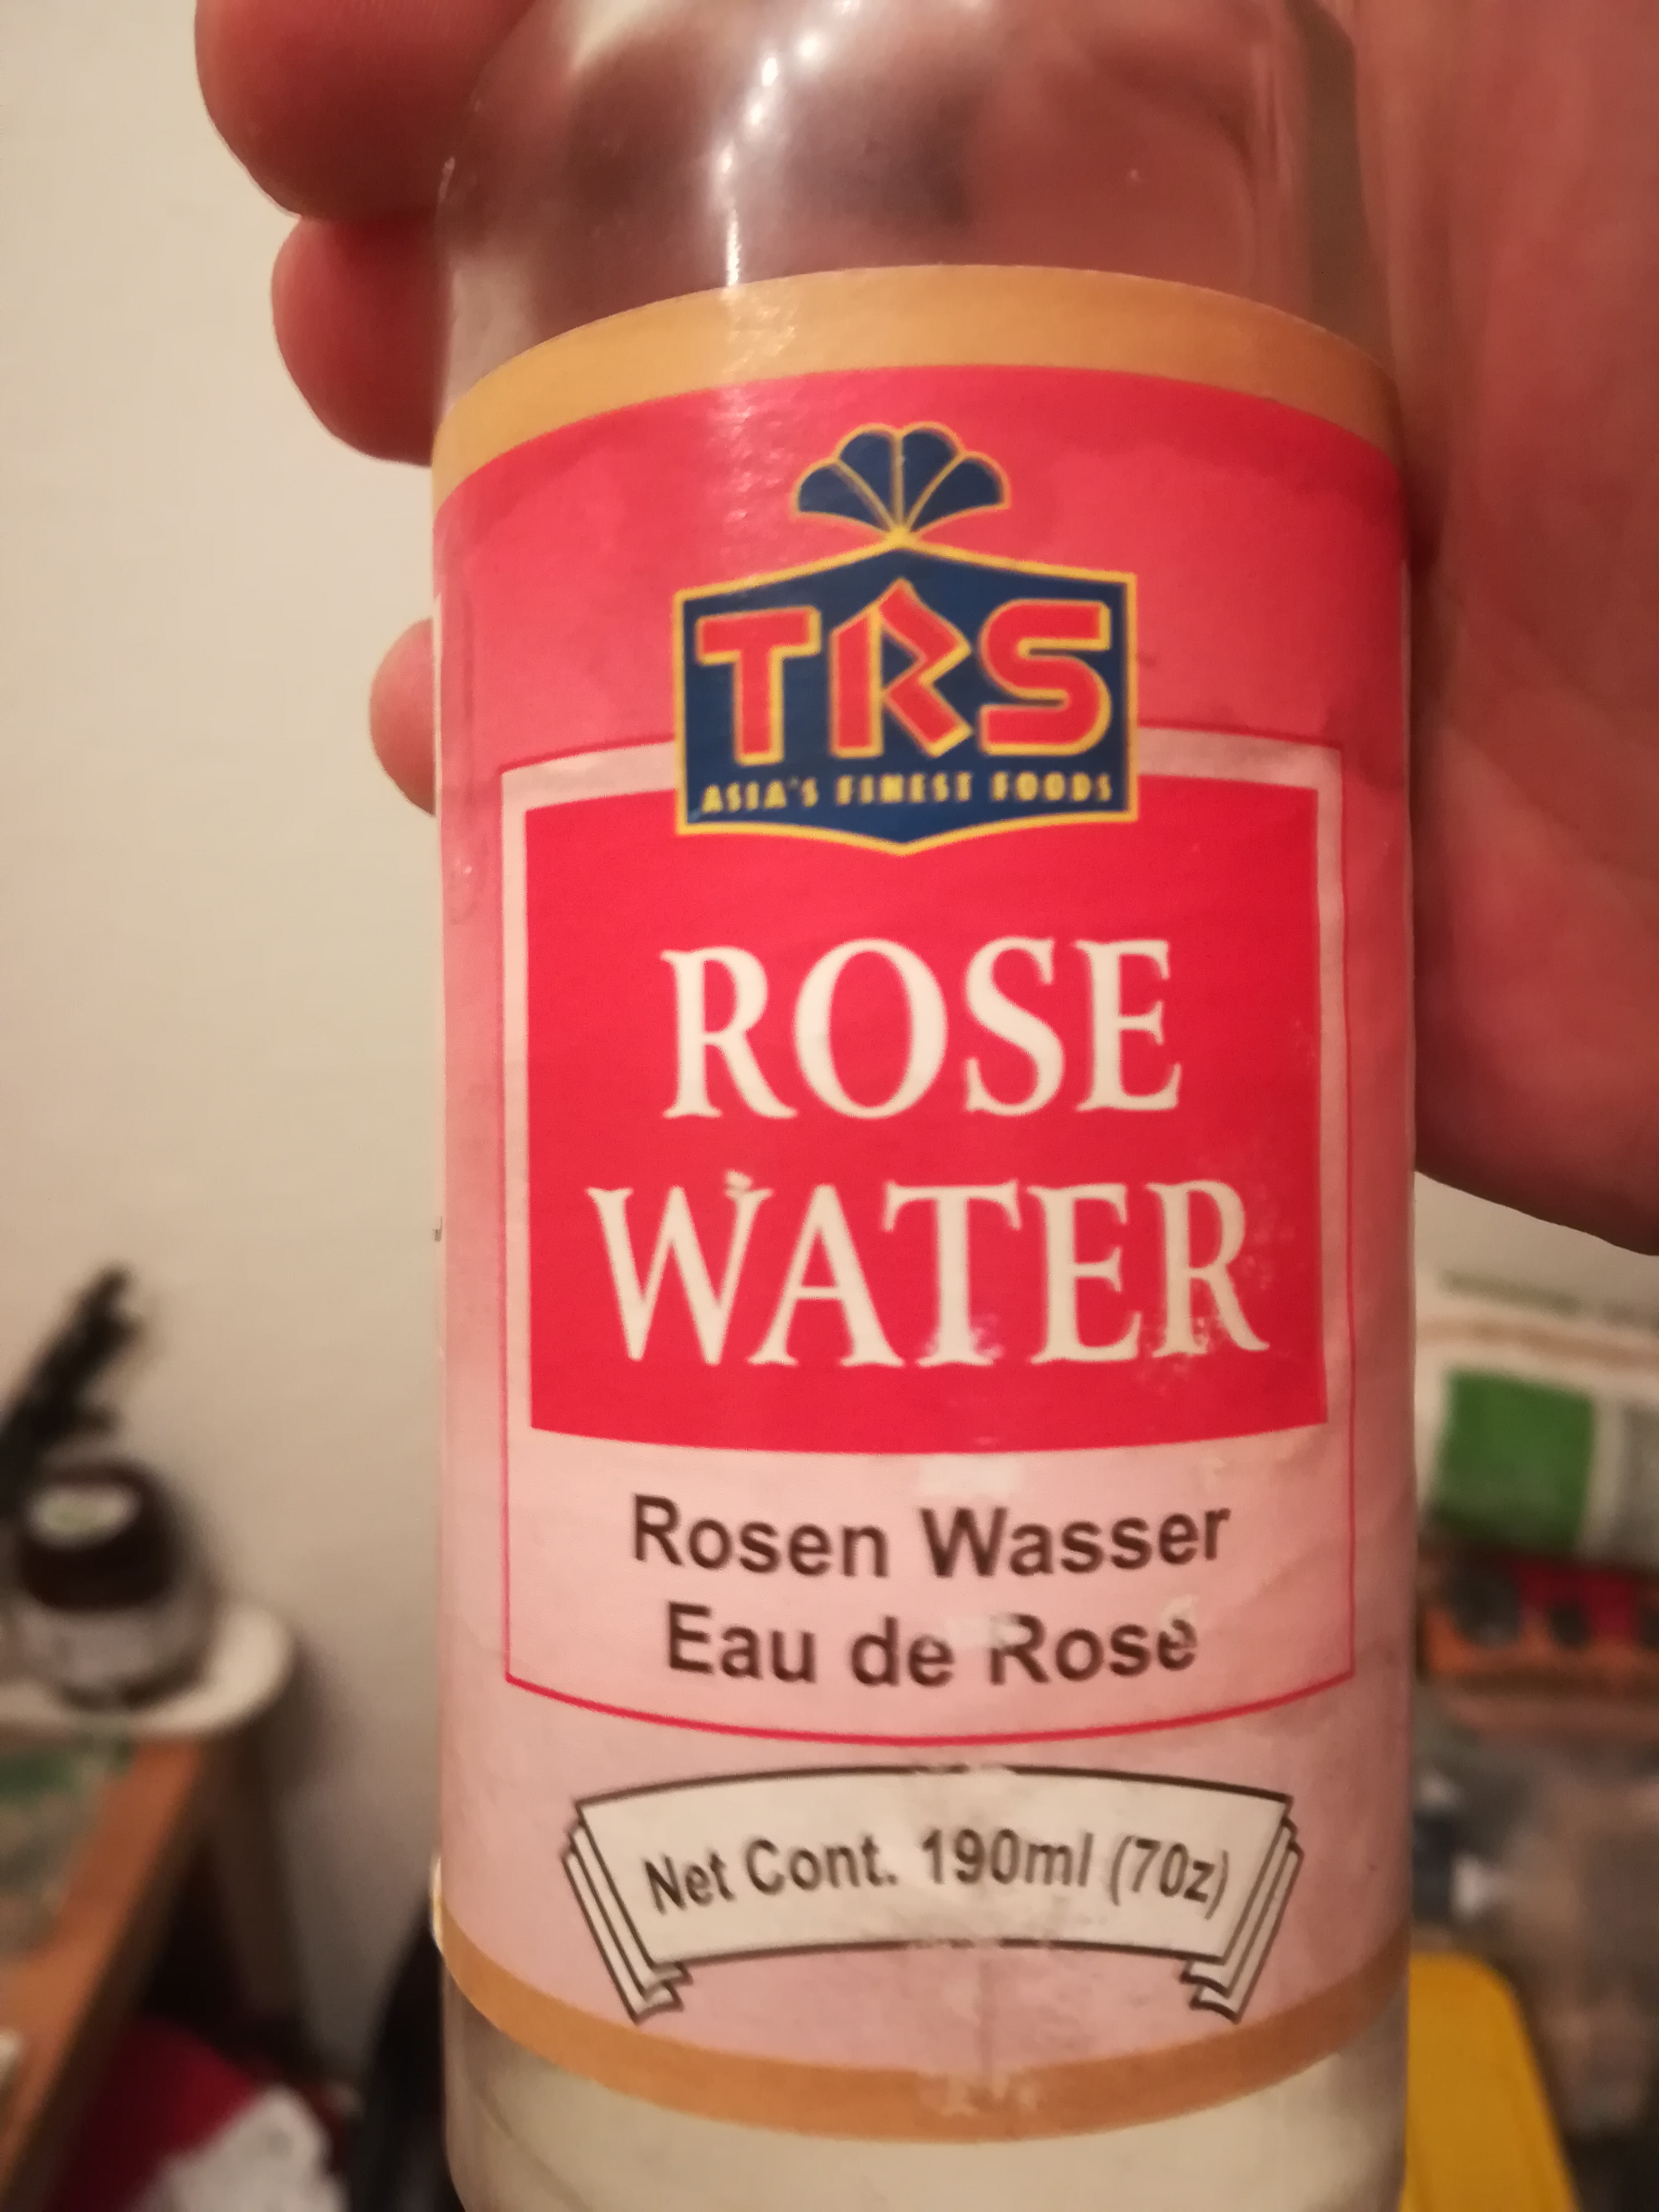 TRS
ASIA'S FINEST FOODS
ROSE
WATER
Rosen Wasser
Eau de Rose
Net Cont. 190ml (7oz)